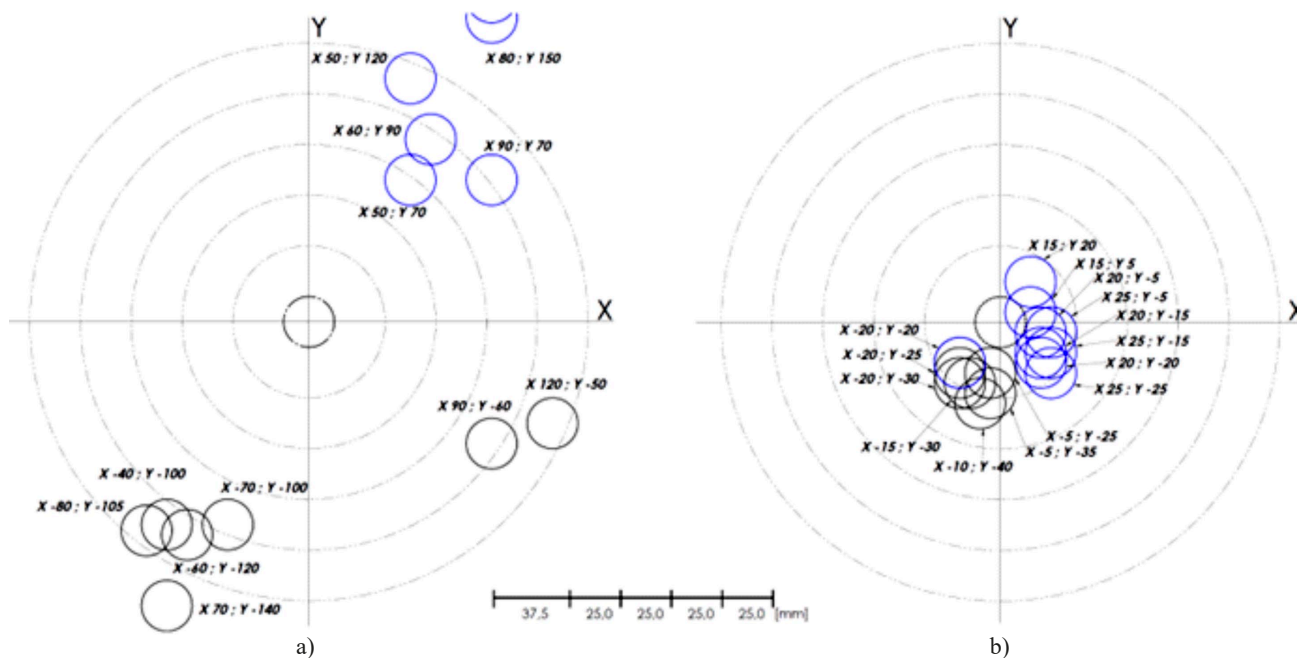 Y
X 50 ; Y 120
X 80 ; Y 150
X 60 ; Y 90
X 90 ; Y 70
X 50 ; Y 70
X
X 120 ; Y -50
X 90 ; Y -60
X -40 ; Y -100
X -70 ; Y -100
X -80 ; Y -105
X -60 ; Y -120
X 70 ; Y -140
37,5 25,0 25,0 25,0 25,0 [mm]
a)
Y
X 15 ; Y 20
X 15 ; Y 5
X 20 ; Y -5
X 25 ; Y -5
X
X 20 ; Y -15
X 25 ; Y -15
X 20 ; Y -20
X 25 ; Y -25
X -20 ; Y -20
X -20 ; Y -25
X -20 ; Y -30
X -15 ; Y -30
X -10 ; Y -40
X -5 ; Y -25
X -5 ; Y -35
b)